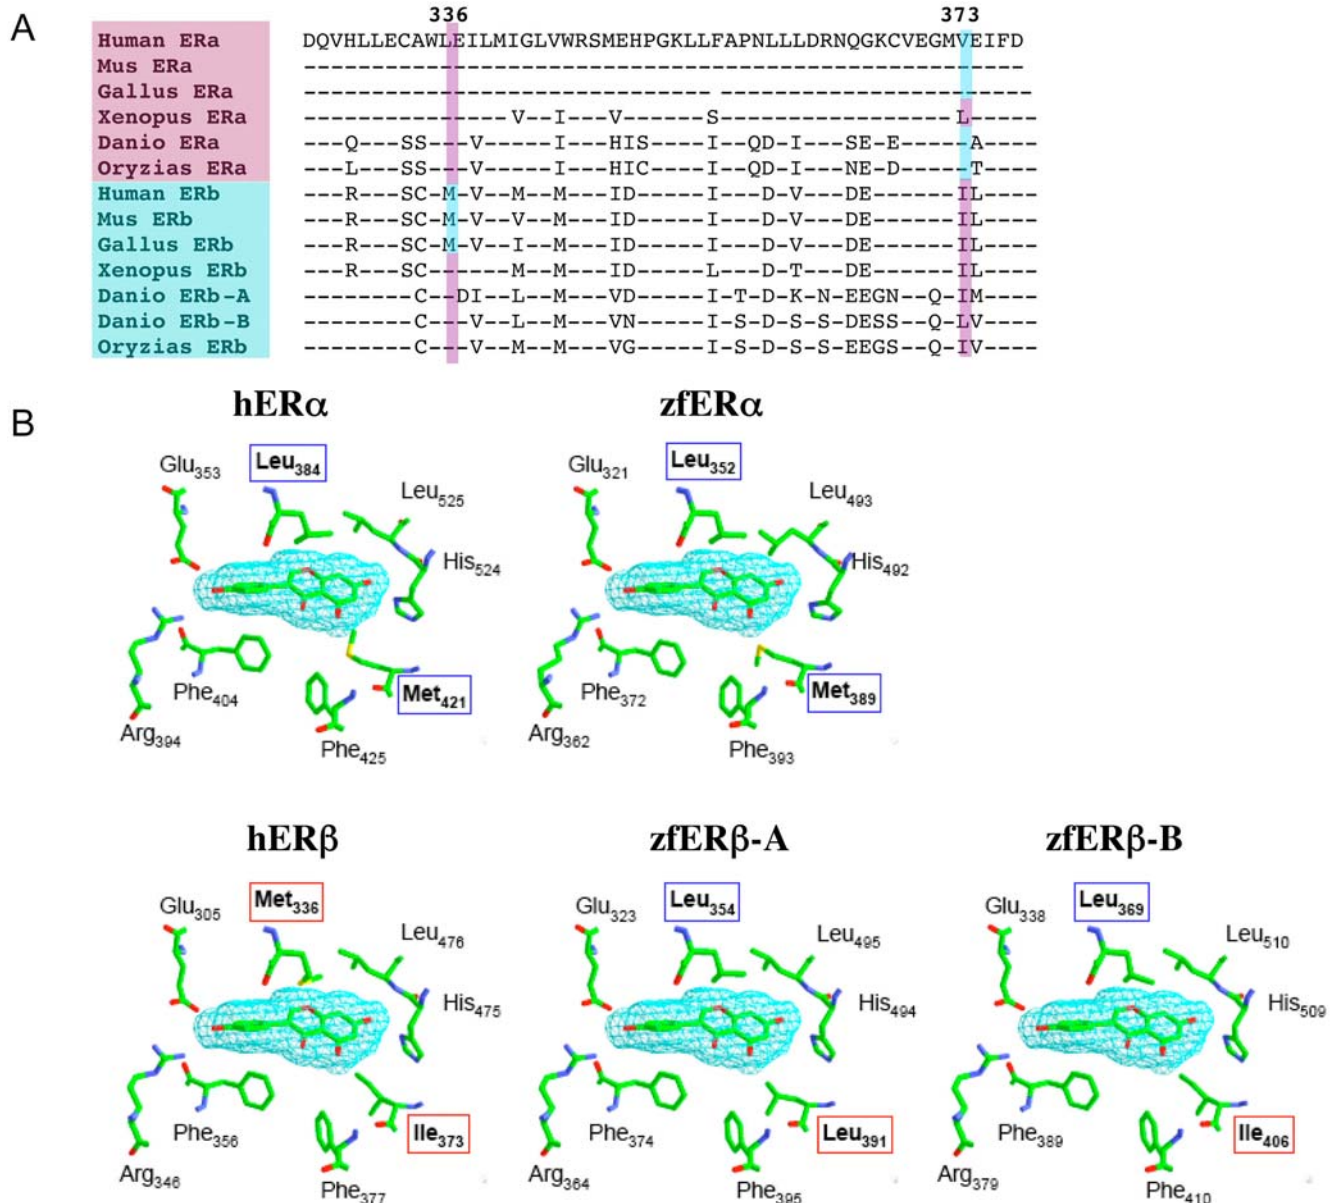 A
336 373
Human ERa DQVHLLECAWLEILMIGLVWRSMEHPGKLLFAPNLLLDRNQGKCVEGMVEIFD
Mus ERa ----------------------------------------------------
Gallus ERa ----------------------------- -----------------------
Xenopus ERa ---------------V--I---V------S-----------------L-----
Danio ERa ---Q---SS---V-----I---HIS----I--QD-I---SE-E-----A----
Oryzias ERa ---L---SS---V-----I---HIC----I--QD-I---NE-D-----T----
Human ERb ---R---SC-M-V--M--M---ID-----I---D-V---DE------IL----
Mus ERb ---R---SC-M-V--V--M---ID-----I---D-V---DE------IL----
Gallus ERb ---R---SC-M-V--I--M---ID-----I---D-V---DE------IL----
Xenopus ERb ---R---SC------M--M---ID-----L---D-T---DE------IL----
Danio ERb-A --------C--DI--L--M---VD-----I-T-D-K-N-EEGN--Q-IM----
Danio ERb-B --------C---V--L--M---VN-----I-S-D-S-S-DESS--Q-LV----
Oryzias ERb --------C---V--M--M---VG-----I-S-D-S-S-EEGS--Q-IV----
B
hERα zfERα
Glu353 Leu384 Leu525 His524 Phe404 Met421 Arg394 Phe425
Glu321 Leu352 Leu493 His492 Phe372 Met389 Arg362 Phe393
hERβ zfERβ-A zfERβ-B
Glu305 Met336 Leu476 His475 Phe356 Ile373 Arg346 Phe377
Glu323 Leu354 Leu495 His494 Phe374 Leu391 Arg364 Phe395
Glu338 Leu369 Leu510 His509 Phe389 Ile406 Arg379 Phe410